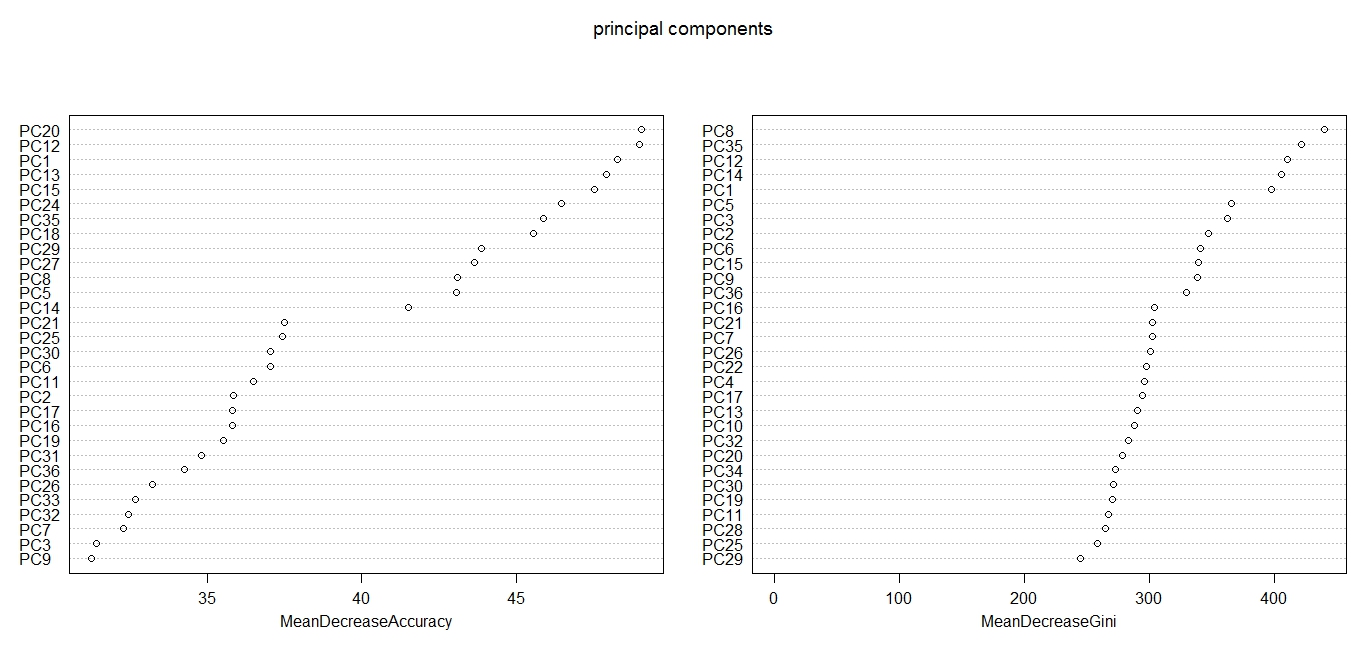 principal components
PC20
PC12
PC1
PC13
PC15
PC24
PC35
PC18
PC29
PC27
PC8
PC5
PC14
PC21
PC25
PC30
PC6
PC11
PC2
PC17
PC16
PC19
PC31
PC36
PC26
PC33
PC32
PC7
PC3
PC9
35 40 45
MeanDecreaseAccuracy
PC8
PC35
PC12
PC14
PC1
PC5
PC3
PC2
PC6
PC15
PC9
PC36
PC16
PC21
PC7
PC26
PC22
PC4
PC17
PC13
PC10
PC32
PC20
PC34
PC30
PC19
PC11
PC28
PC25
PC29
0 100 200 300 400
MeanDecreaseGini